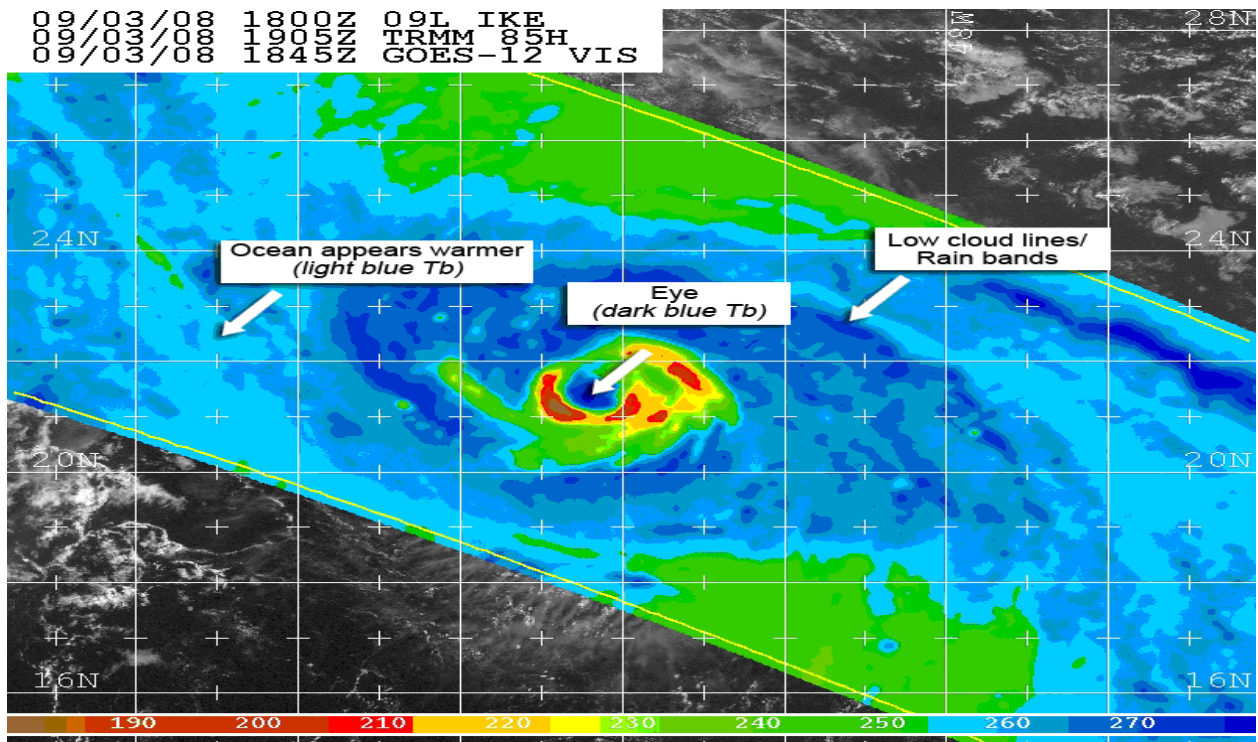 09/03/08 1800Z 09L IKE
09/03/08 1905Z TRMM 85H
09/03/08 1845Z GOES-12 VIS
28N
24N
24N
Ocean appears warmer
(light blue Tb)
Low cloud lines/
Rain bands
Eye
(dark blue Tb)
20N
20N
16N
16N
190 200 210 220 230 240 250 260 270